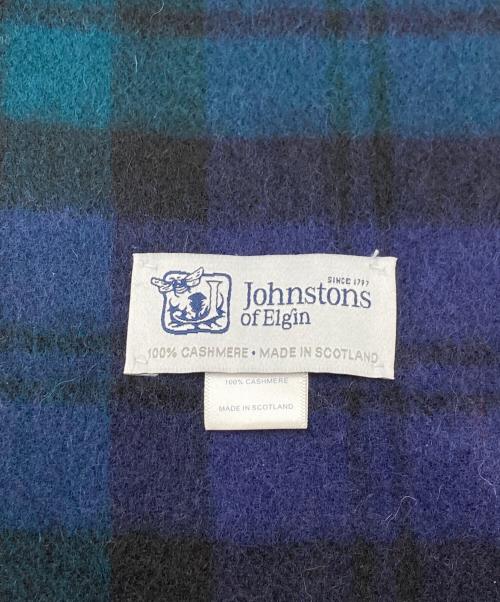 SINCE 1797
Johnstons
of Elgin
100% CASHMERE • MADE IN SCOTLAND
100% CASHMERE
MADE IN SCOTLAND